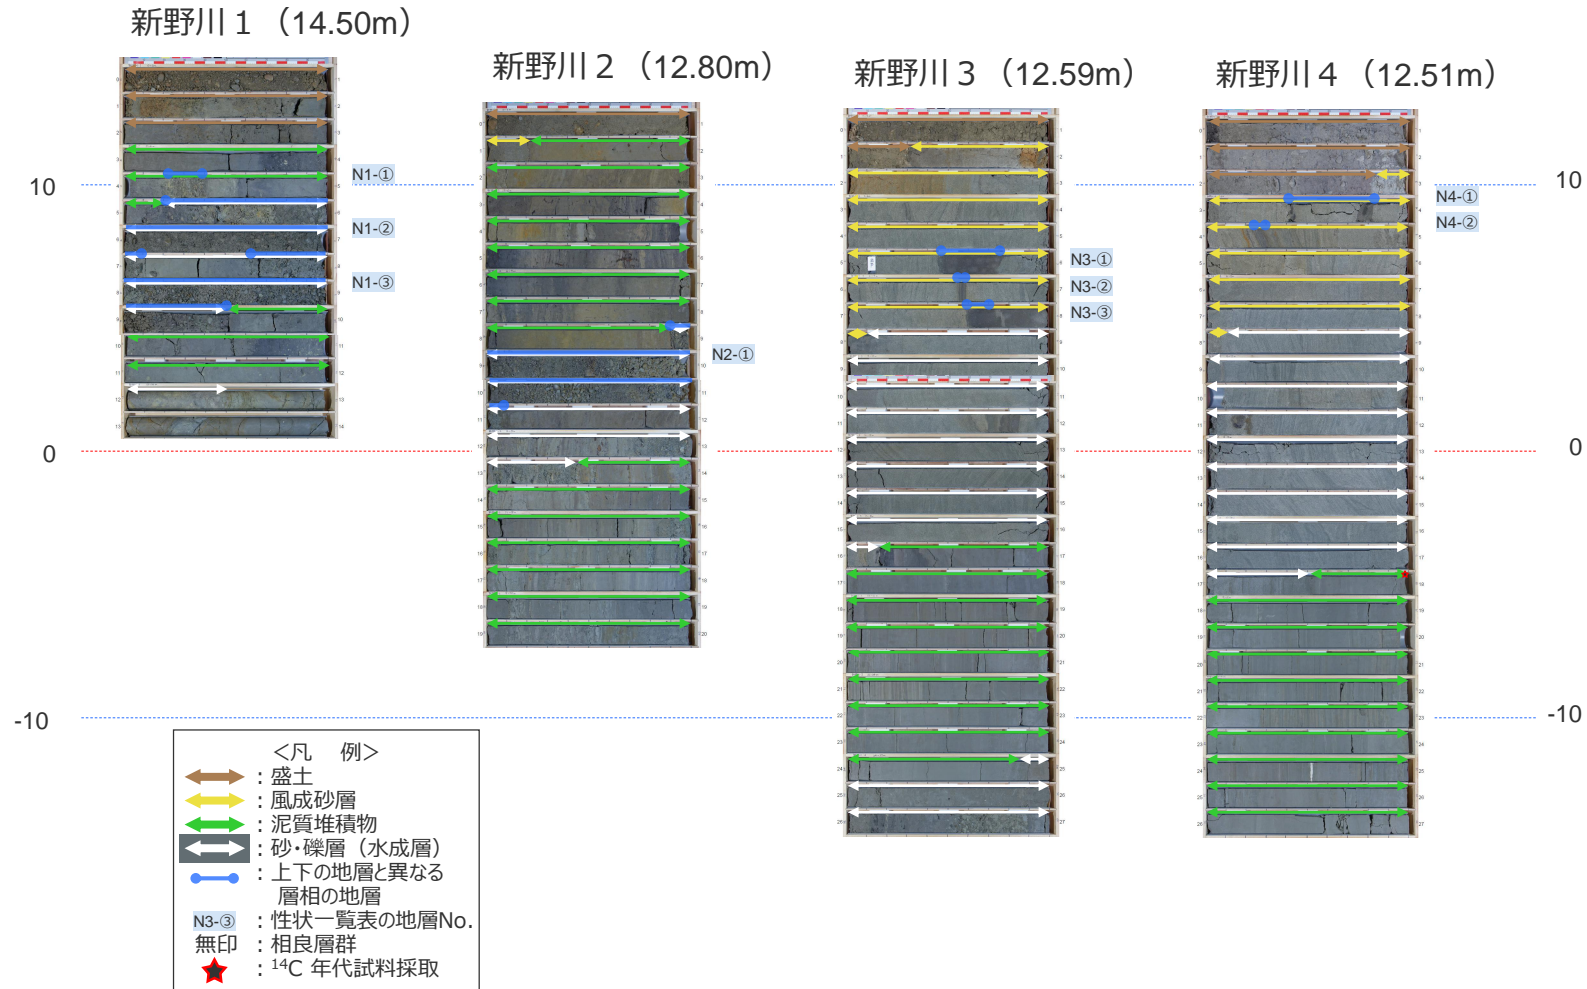 新野川１（14.50m）
新野川２（12.80m）
新野川３（12.59m）
新野川４（12.51m）
10
10
N1-①
N1-②
N1-③
N2-①
N3-①
N3-②
N3-③
N4-①
N4-②
0
0
-10
-10
＜凡　例＞
：盛土
：風成砂層
：泥質堆積物
：砂・礫層（水成層）
：上下の地層と異なる
層相の地層
N3-③：性状一覧表の地層No.
無印：相良層群
：14C 年代試料採取